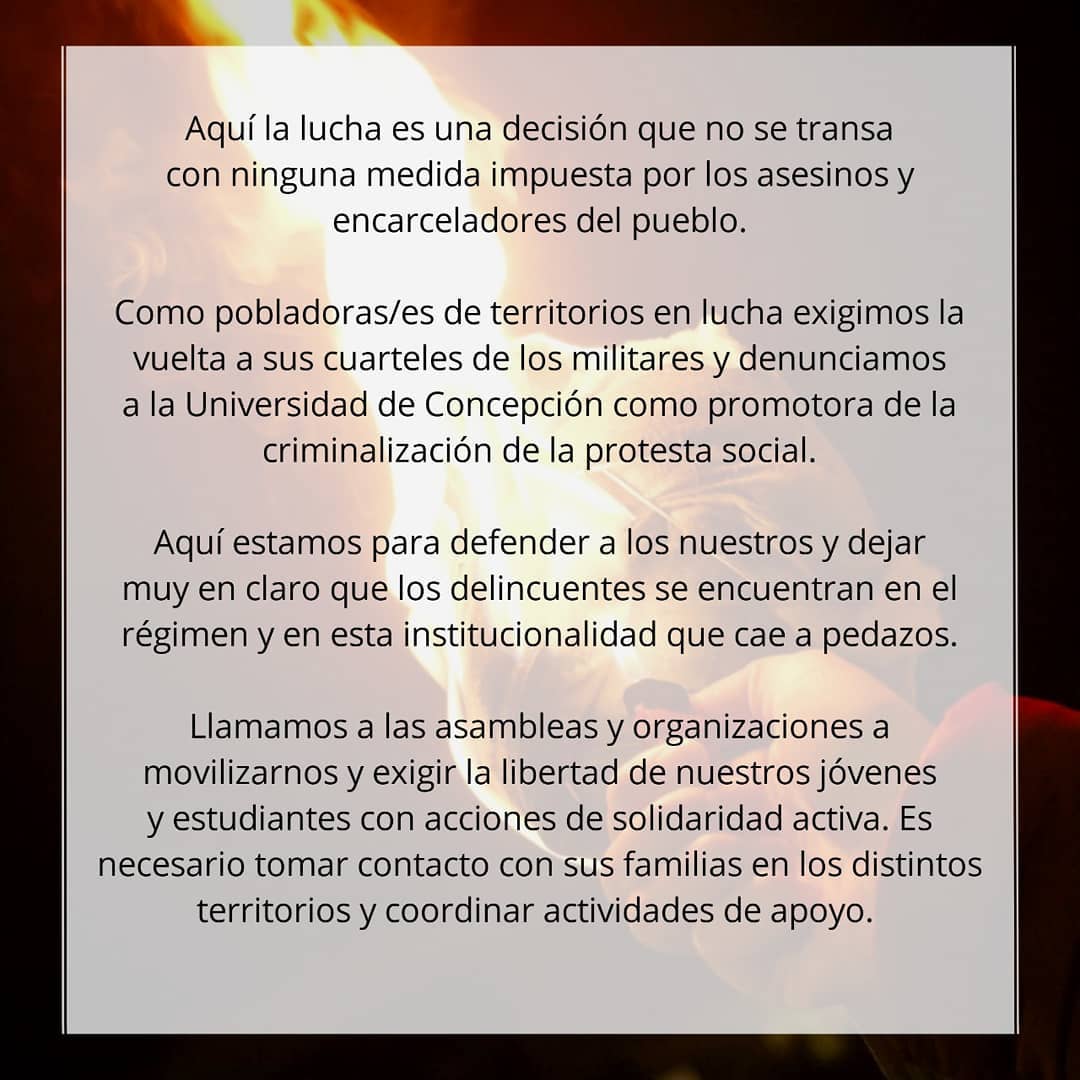 Aquí la lucha es una decisión que no se transa
con ninguna medida impuesta por los asesinos y
encarceladores del pueblo.
Como pobladoras/es de territorios en lucha exigimos la
vuelta a sus cuarteles de los militares y denunciamos
a la Universidad de Concepción como promotora de la
criminalización de la protesta social.
Aquí estamos para defender a los nuestros y dejar
muy en claro que los delincuentes se encuentran en el
régimen y en esta institucionalidad que cae a pedazos.
Llamamos a las asambleas y organizaciones a
movilizarnos y exigir la libertad de nuestros jóvenes
y estudiantes con acciones de solidaridad activa. Es
necesario tomar contacto con sus familias en los distintos
territorios y coordinar actividades de apoyo.